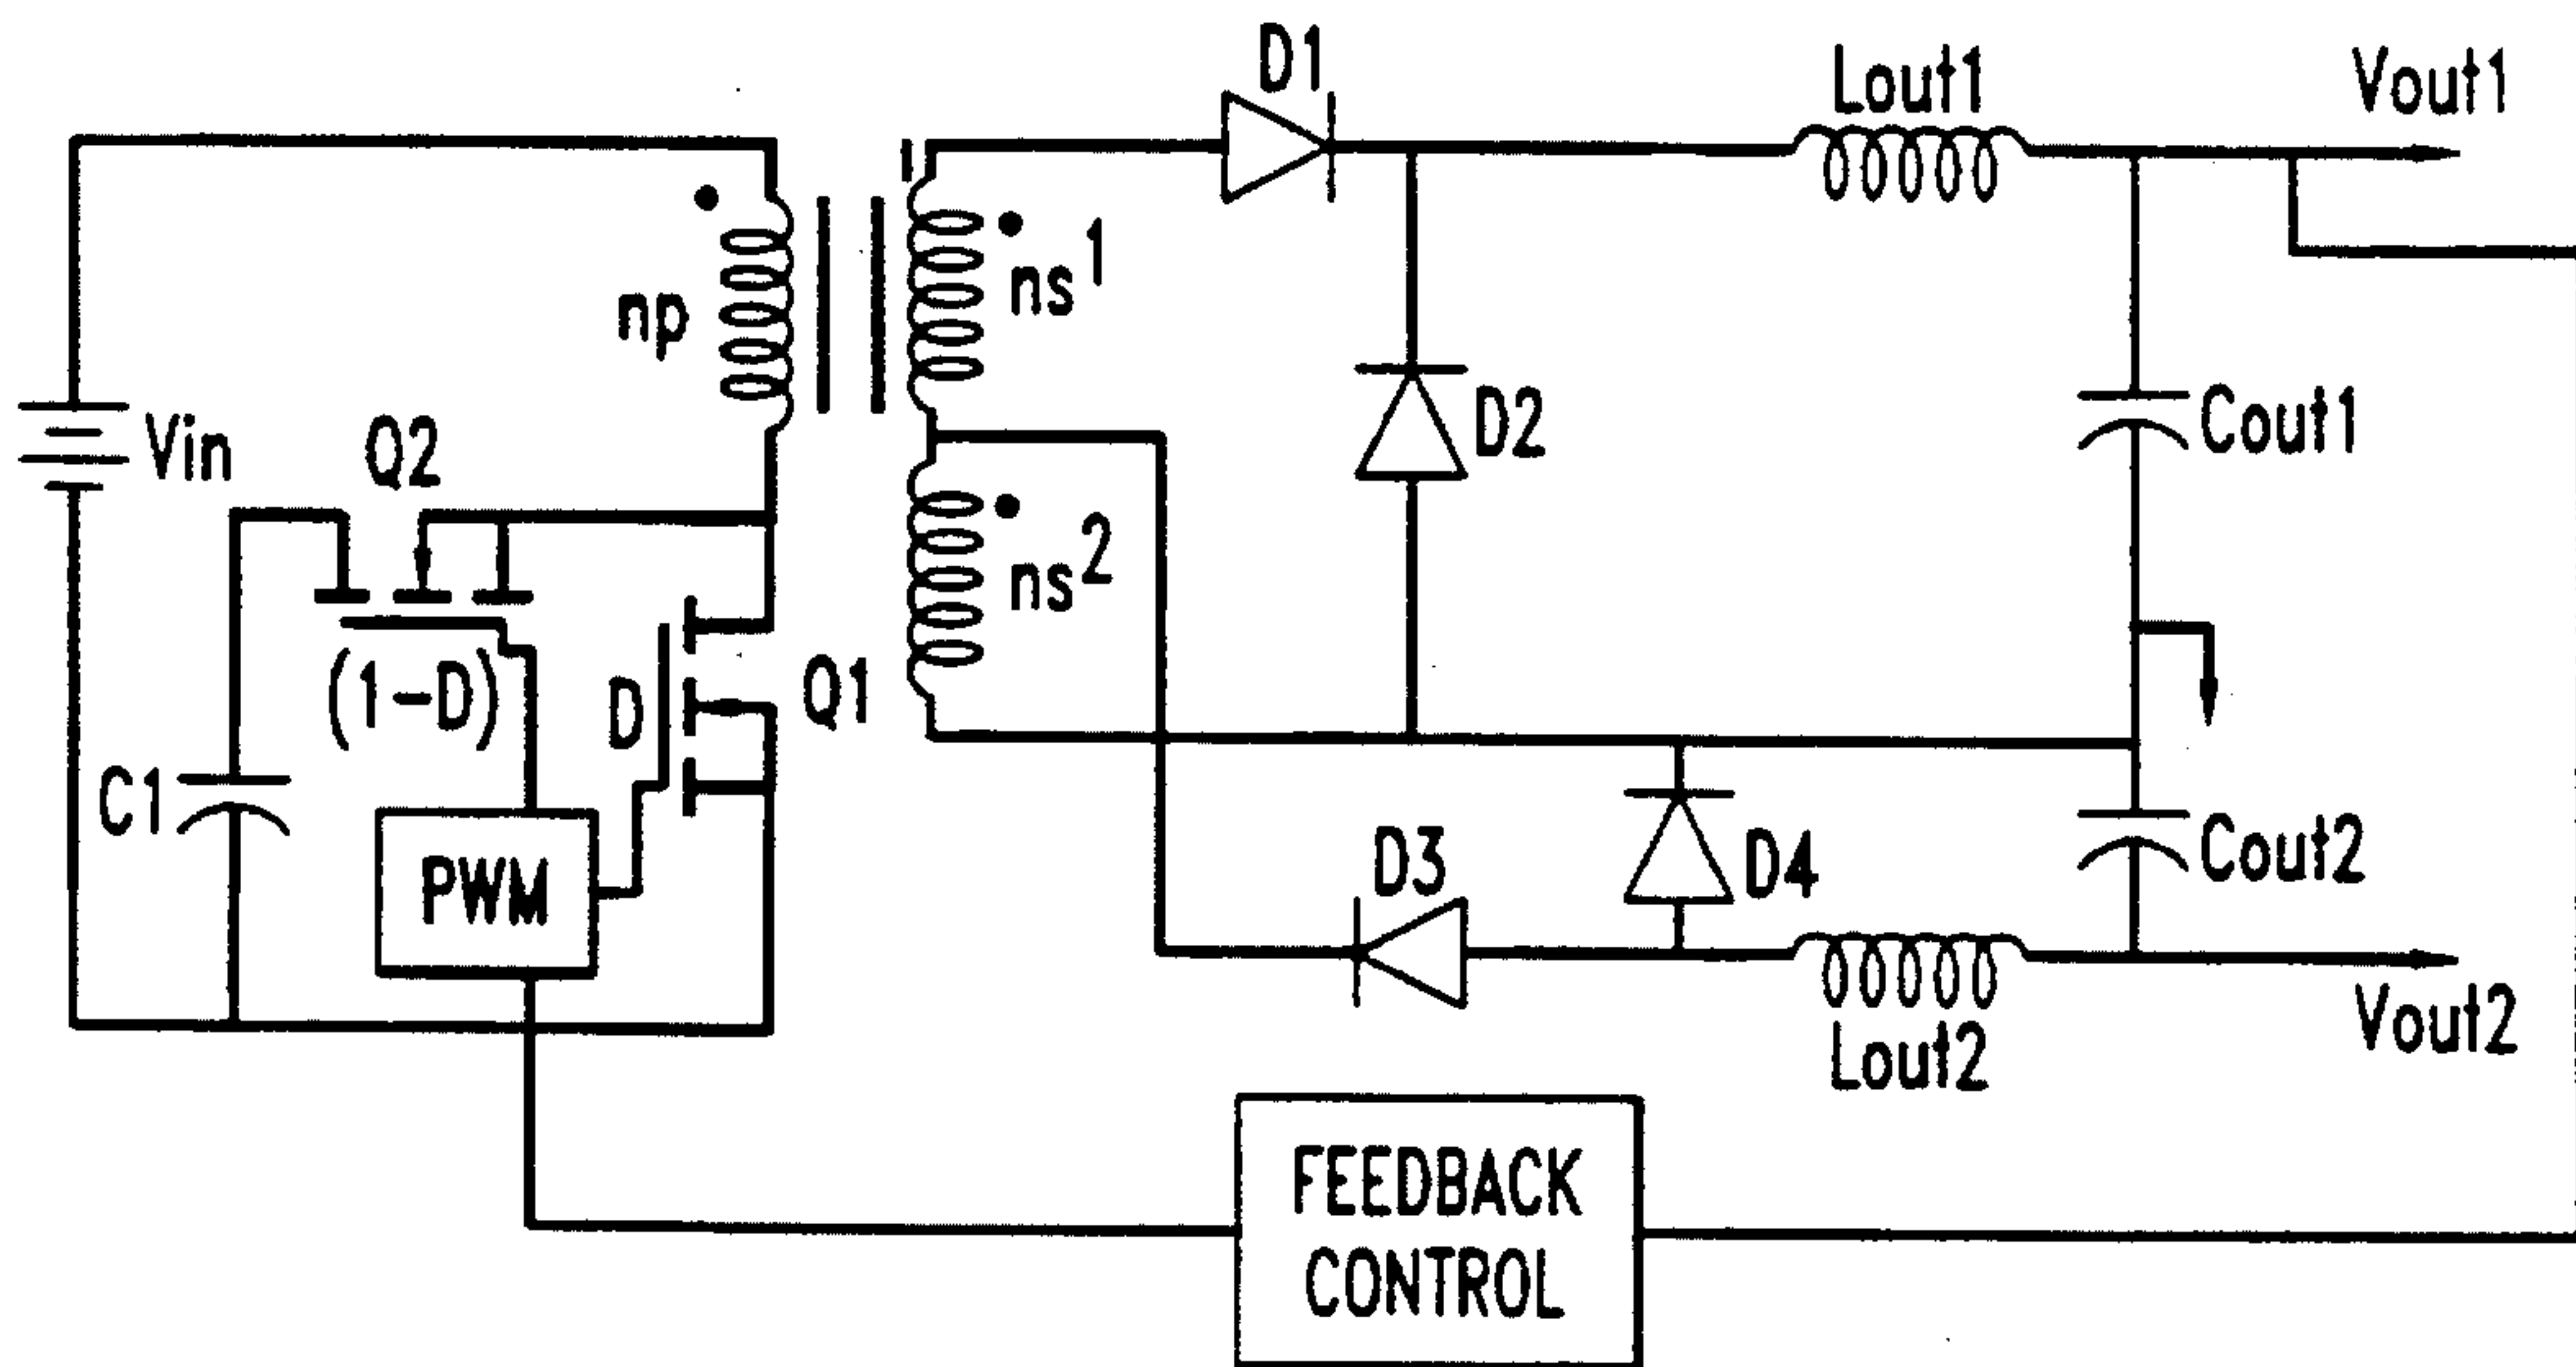 D1
Lout1
Vout1
np
ns1
Vin
Q2
D2
Cout1
ns2
(1-D)
D
Q1
C1
PWM
D3
D4
Cout2
Lout2
Vout2
FEEDBACK
CONTROL